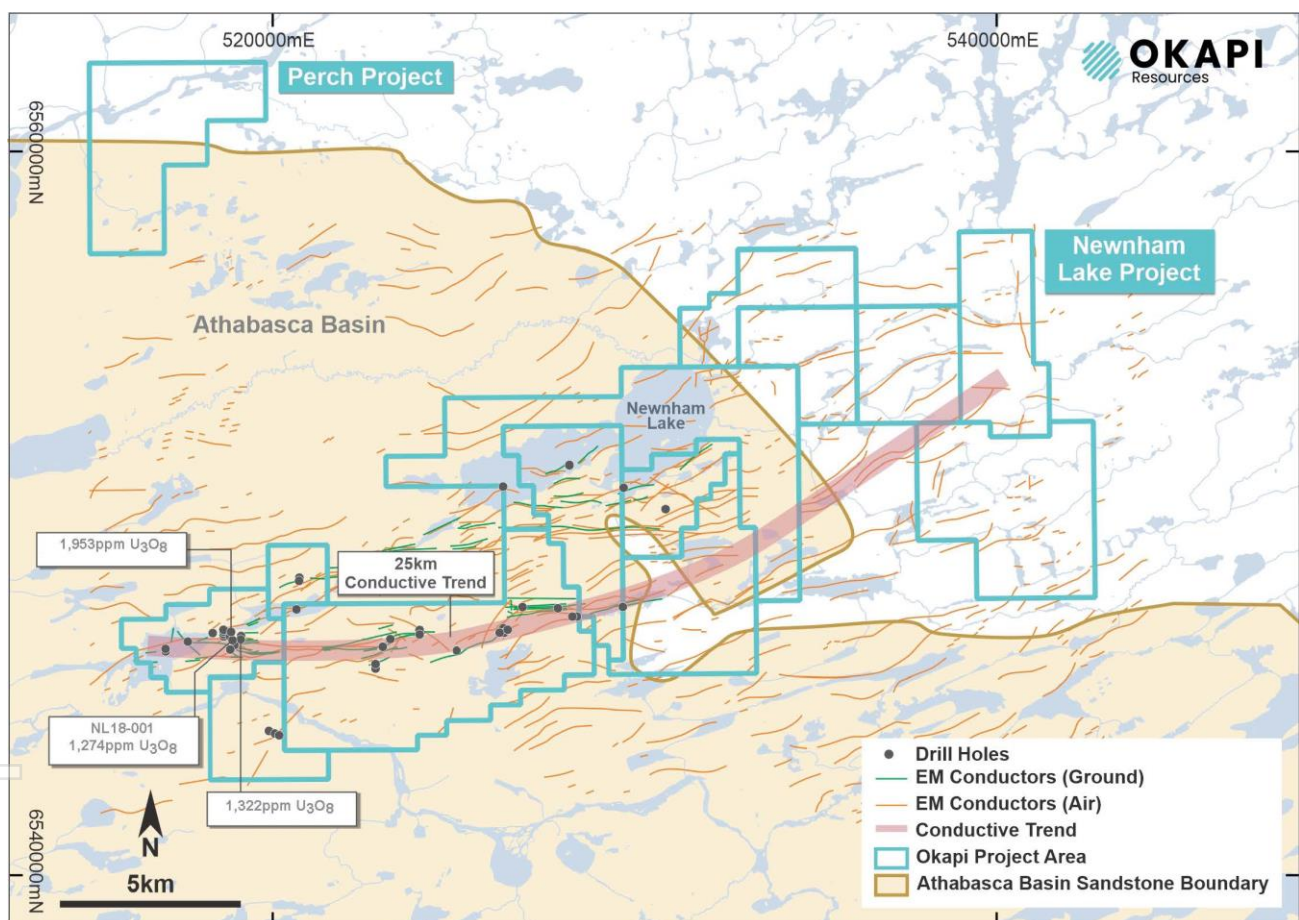 520000mE
540000mE
OKAPI
Resources
Perch Project
6560000mN
Newnham
Lake Project
Athabasca Basin
Newnham
Lake
1,953ppm U₃O₈
25km
Conductive Trend
NL18-001
1,274ppm U₃O₈
1,322ppm U₃O₈
N
5km
6540000mN
Drill Holes
EM Conductors (Ground)
EM Conductors (Air)
Conductive Trend
Okapi Project Area
Athabasca Basin Sandstone Boundary